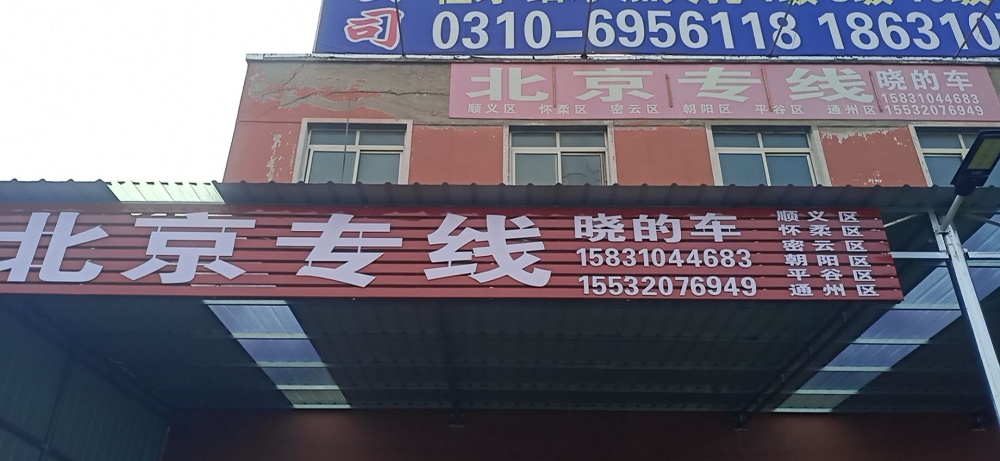 司
0310-6956118 1863107
北京专线
晓的车
15831044683
15532076949
顺义区 怀柔区 密云区 朝阳区 平谷区 通州区
北京专线
晓的车
15831044683
15532076949
顺义区
怀柔区
密云区
朝阳区
平谷区
通州区